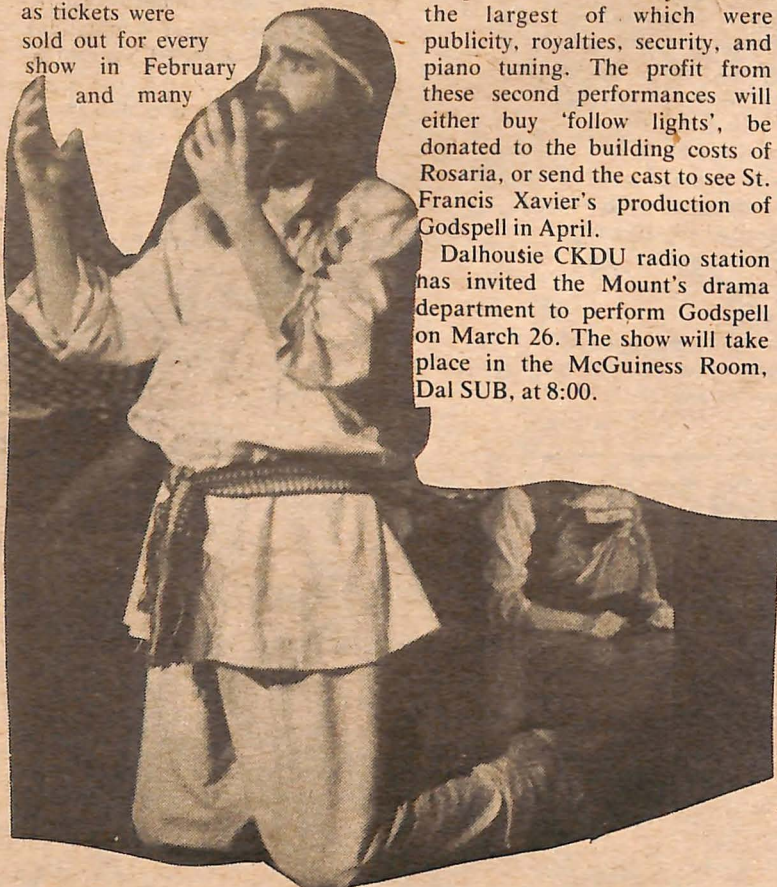 as tickets were
sold out for every
show in February
and many
the largest of which were
publicity, royalties, security, and
piano tuning. The profit from
these second performances will
either buy 'follow lights', be
donated to the building costs of
Rosaria, or send the cast to see St.
Francis Xavier's production of
Godspell in April.
Dalhousie CKDU radio station
has invited the Mount's drama
department to perform Godspell
on March 26. The show will take
place in the McGuiness Room,
Dal SUB, at 8:00.